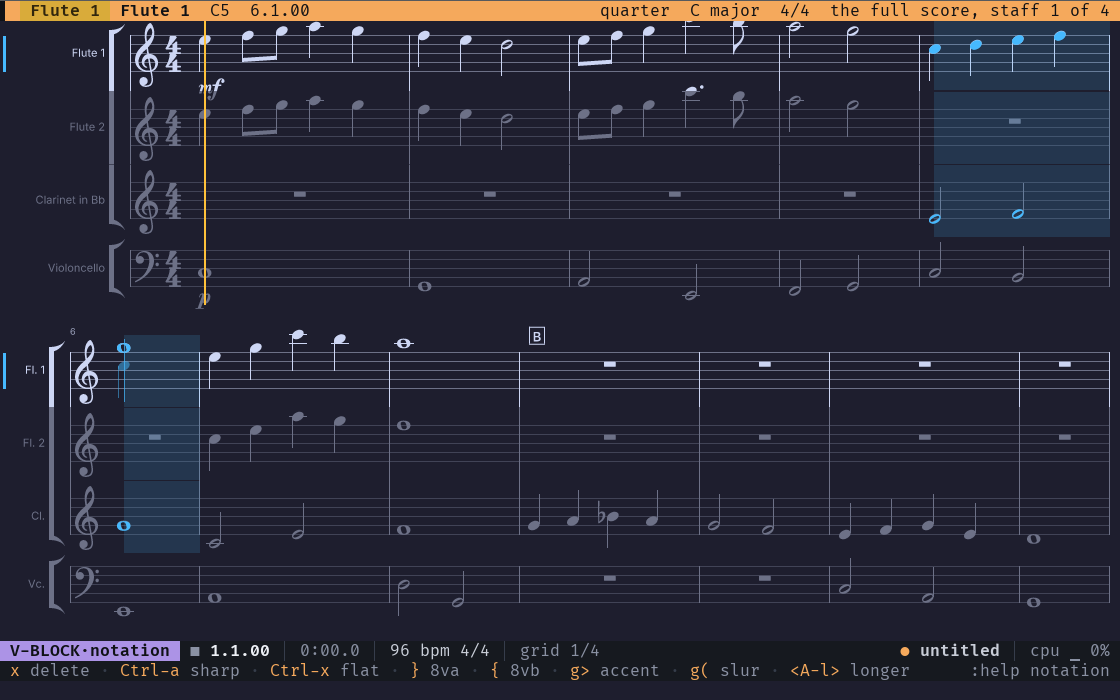 Flute 1 Flute 1 C5 6.1.00 quarter C major 4/4 the full score, staff 1 of 4
Flute 1
mf
Flute 2
Clarinet in Bb
Violoncello
p
6
B
Fl. 1
Fl. 2
Cl.
Vc.
V-BLOCK·notation ■ 1.1.00 0:00.0 96 bpm 4/4 grid 1/4 ● untitled cpu _ 0%
x delete · Ctrl-a sharp · Ctrl-x flat · } 8va · { 8vb · g> accent · g( slur · <A-l> longer :help notation